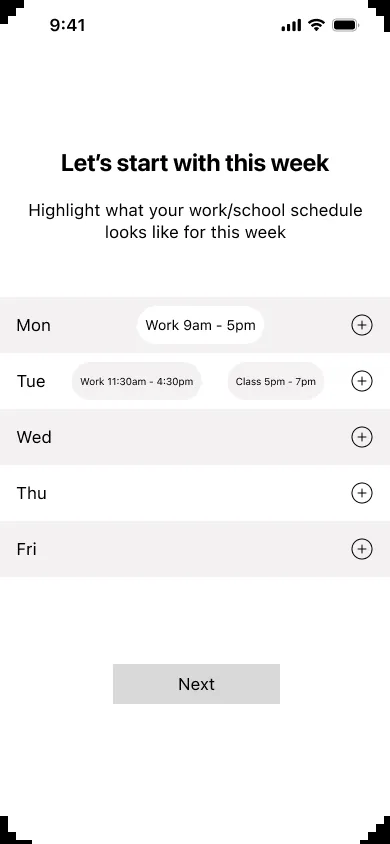 9:41
Let’s start with this week
Highlight what your work/school schedule
looks like for this week
Mon
Work 9am - 5pm
Tue
Work 11:30am - 4:30pm
Class 5pm - 7pm
Wed
Thu
Fri
Next